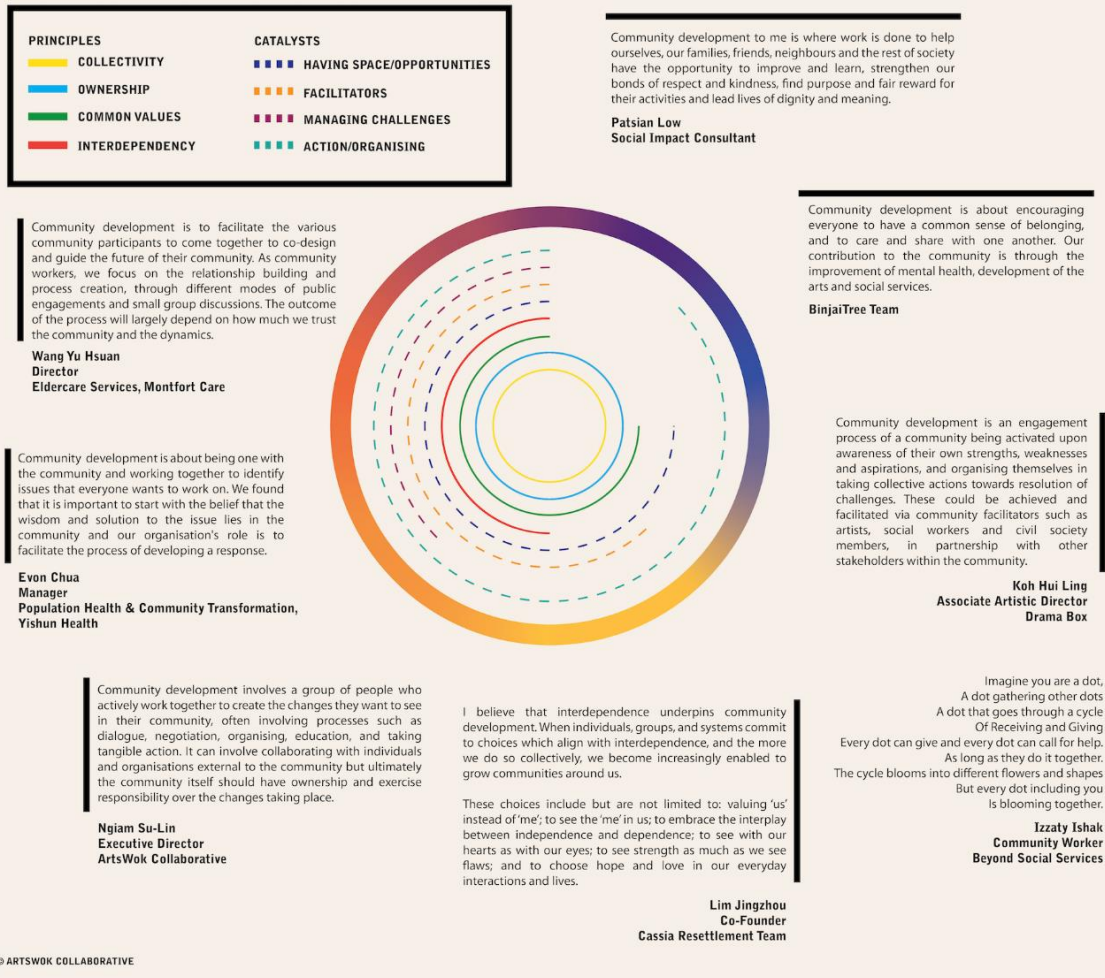 PRINCIPLES
COLLECTIVITY
OWNERSHIP
COMMON VALUES
INTERDEPENDENCY
CATALYSTS
HAVING SPACE/OPPORTUNITIES
FACILITATORS
MANAGING CHALLENGES
ACTION/ORGANISING
Community development to me is where work is done to help
ourselves, our families, friends, neighbours and the rest of society
have the opportunity to improve and learn, strengthen our
bonds of respect and kindness, find purpose and fair reward for
their activities and lead lives of dignity and meaning.
Patsian Low
Social Impact Consultant
Community development is to facilitate the various
community participants to come together to co-design
and guide the future of their community. As community
workers, we focus on the relationship building and
process creation, through different modes of public
engagements and small group discussions. The outcome
of the process will largely depend on how much we trust
the community and the dynamics.
Wang Yu Hsuan
Director
Eldercare Services, Montfort Care
Community development is about encouraging
everyone to have a common sense of belonging,
and to care and share with one another. Our
contribution to the community is through the
improvement of mental health, development of the
arts and social services.
BinjaiTree Team
Community development is about being one with
the community and working together to identify
issues that everyone wants to work on. We found
that it is important to start with the belief that the
wisdom and solution to the issue lies in the
community and our organisation's role is to
facilitate the process of developing a response.
Evon Chua
Manager
Population Health & Community Transformation,
Yishun Health
Community development is an engagement
process of a community being activated upon
awareness of their own strengths, weaknesses
and aspirations, and organising themselves in
taking collective actions towards resolution of
challenges. These could be achieved and
facilitated via community facilitators such as
artists, social workers and civil society
members, in partnership with other
stakeholders within the community.
Koh Hui Ling
Associate Artistic Director
Drama Box
Community development involves a group of people who
actively work together to create the changes they want to see
in their community, often involving processes such as
dialogue, negotiation, organising, education, and taking
tangible action. It can involve collaborating with individuals
and organisations external to the community but ultimately
the community itself should have ownership and exercise
responsibility over the changes taking place.
Ngiam Su-Lin
Executive Director
ArtsWok Collaborative
I believe that interdependence underpins community
development. When individuals, groups, and systems commit
to choices which align with interdependence, and the more
we do so collectively, we become increasingly enabled to
grow communities around us.
These choices include but are not limited to: valuing 'us'
instead of 'me'; to see the 'me' in us; to embrace the interplay
between independence and dependence; to see with our
hearts as with our eyes; to see strength as much as we see
flaws; and to choose hope and love in our everyday
interactions and lives.
Lim Jingzhou
Co-Founder
Cassia Resettlement Team
Imagine you are a dot,
A dot gathering other dots
A dot that goes through a cycle
Of Receiving and Giving
Every dot can give and every dot can call for help.
As long as they do it together.
The cycle blooms into different flowers and shapes
But every dot including you
Is blooming together.
Izzaty Ishak
Community Worker
Beyond Social Services
© ARTSWOK COLLABORATIVE